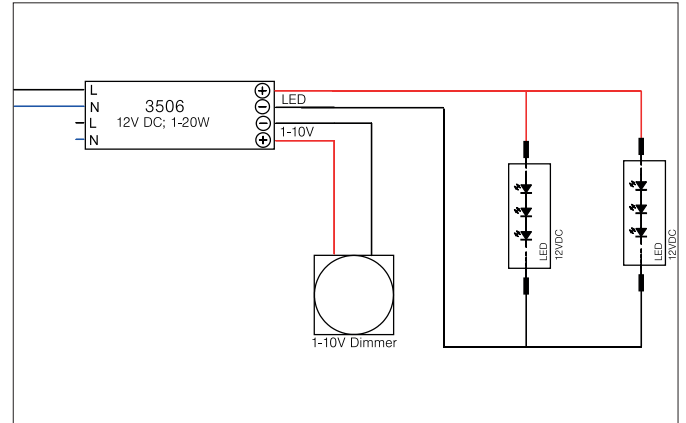 L
N
L
N
3506
12V DC; 1-20W
+
−
−
+
LED
1-10V
1-10V Dimmer
LED
12VDC
LED
12VDC